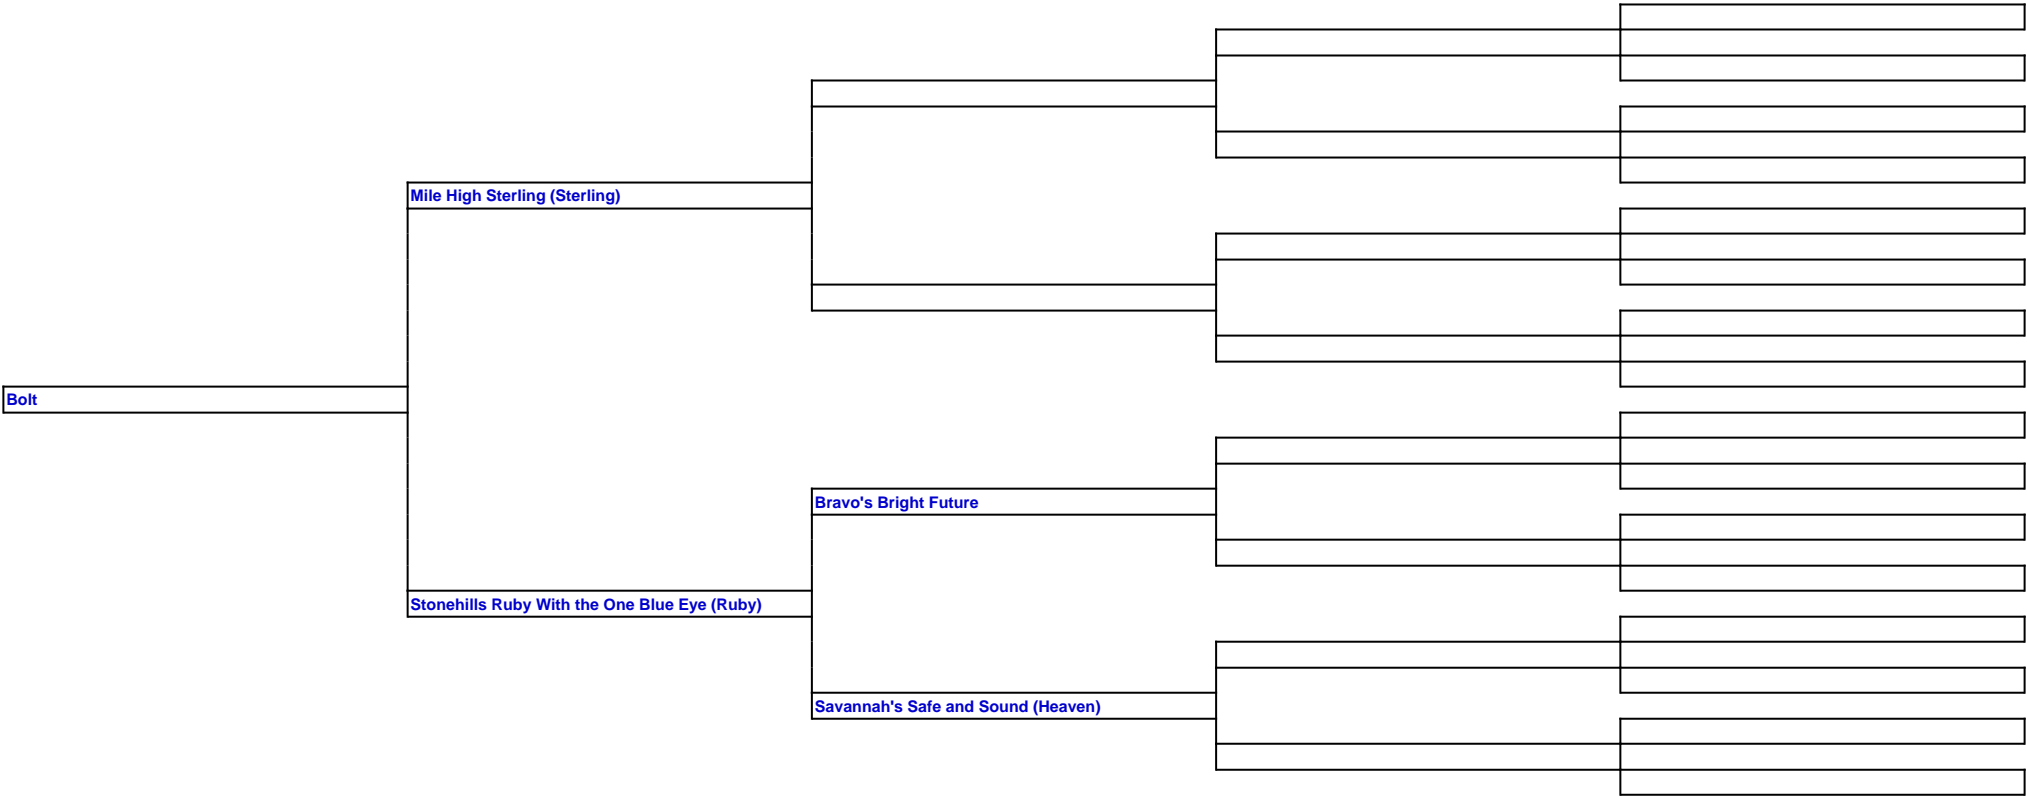 Mile High Sterling (Sterling)
Bolt
Bravo's Bright Future
Stonehills Ruby With the One Blue Eye (Ruby)
Savannah's Safe and Sound (Heaven)